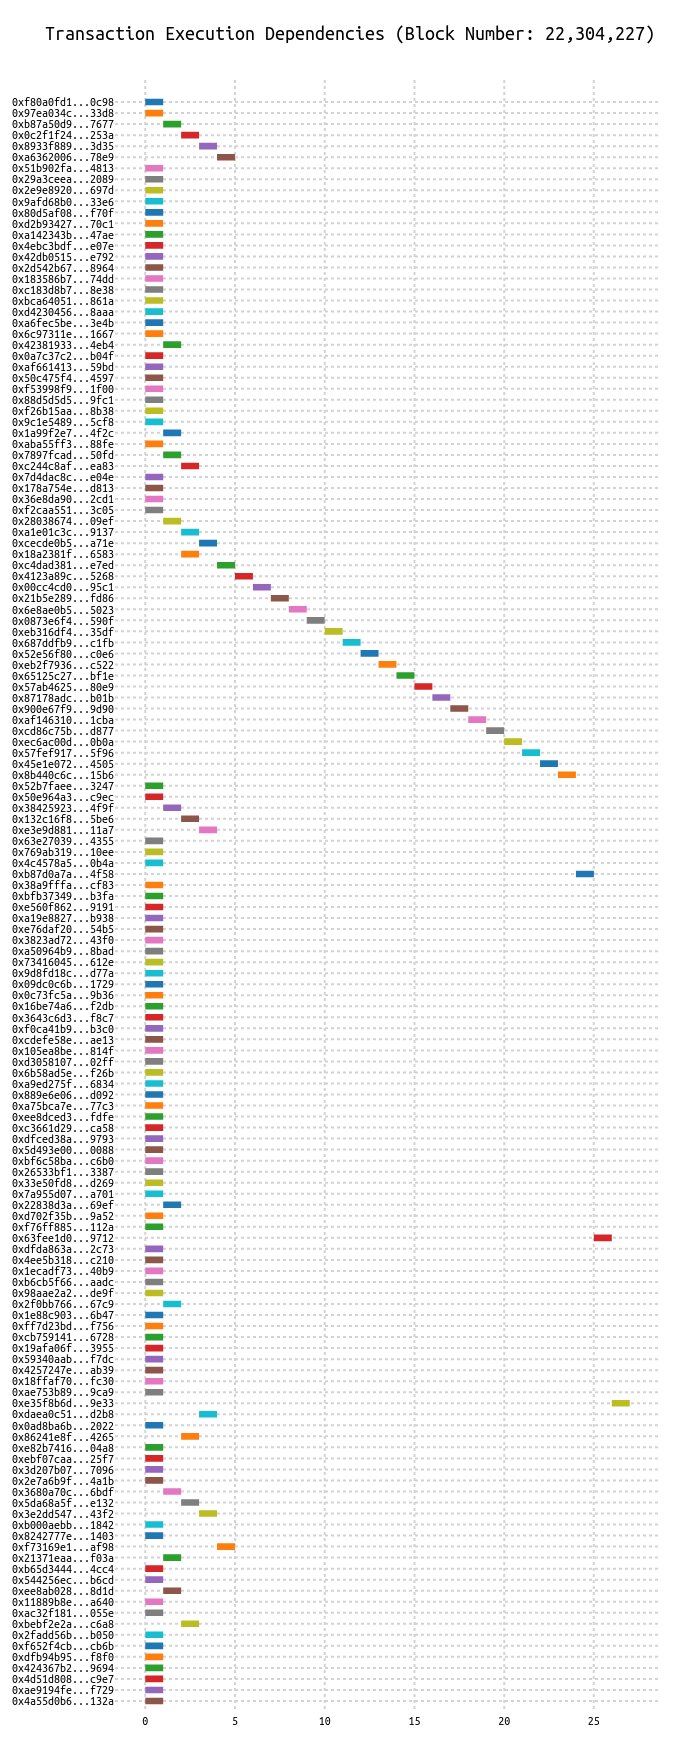 Transaction Execution Dependencies (Block Number: 22,304,227)
0xf80a0fd1...0c98
0x97ea034c...33d8
0xb87a50d9...7677
0x0c2f1f24...253a
0x8933f889...3d35
0xa6362006...78e9
0x51b902fa...4813
0x29a3ceea...2089
0x2e9e8920...697d
0x9afd68b0...33e6
0x80d5af08...f70f
0xd2b93427...70c1
0xa142343b...47ae
0x4ebc3bdf...e07e
0x42db0515...e792
0x2d542b67...8964
0x183586b7...74dd
0xc183d8b7...8e38
0xbca64051...861a
0xd4230456...8aaa
0xa6fec5be...3e4b
0x6c97311e...1667
0x42381933...4eb4
0x0a7c37c2...b04f
0xaf661413...59bd
0x50c475f4...4597
0xf53998f9...1f00
0x88d5d5d5...9fc1
0xf26b15aa...8b38
0x9c1e5489...5cf8
0x1a99f2e7...4f2c
0xaba55ff3...88fe
0x7897fcad...50fd
0xc244c8af...ea83
0x7d4dac8c...e04e
0x178a754e...d813
0x36e8da90...2cd1
0xf2caa551...3c05
0x28038674...09ef
0xa1e01c3c...9137
0xcecde0b5...a71e
0x18a2381f...6583
0xc4dad381...e7ed
0x4123a89c...5268
0x00cc4cd0...95c1
0x21b5e289...fd86
0x6e8ae0b5...5023
0x0873e6f4...590f
0xeb316df4...35df
0x687ddfb9...c1fb
0x52e56f80...c0e6
0xeb2f7936...c522
0x65125c27...bf1e
0x57ab4625...80e9
0x87178adc...b01b
0x900e67f9...9d90
0xaf146310...1cba
0xcd86c75b...d877
0xec6ac00d...0b0a
0x57fef917...5f96
0x45e1e072...4505
0x8b440c6c...15b6
0x52b7faee...3247
0x50e964a3...c9ec
0x38425923...4f9f
0x132c16f8...5be6
0xe3e9d881...11a7
0x63e27039...4355
0x769ab319...10ee
0x4c4578a5...0b4a
0xb87d0a7a...4f58
0x38a9fffa...cf83
0xbfb37349...b3fa
0xe560f862...9191
0xa19e8827...b938
0xe76daf20...54b5
0x3823ad72...43f0
0xa50964b9...8bad
0x73416045...612e
0x9d8fd18c...d77a
0x09dc0c6b...1729
0x0c73fc5a...9b36
0x16be74a6...f2db
0x3643c6d3...f8c7
0xf0ca41b9...b3c0
0xcdefe58e...ae13
0x105ea8be...814f
0xd3058107...02ff
0x6b58ad5e...f26b
0xa9ed275f...6834
0x889e6e06...d092
0xa75bca7e...77c3
0xee8dced3...fdfe
0xc3661d29...ca58
0xdfced38a...9793
0x5d493e00...0088
0xbf6c58ba...c6b0
0x26533bf1...3387
0x33e50fd8...d269
0x7a955d07...a701
0x22838d3a...69ef
0xd702f35b...9a52
0xf76ff885...112a
0x63fee1d0...9712
0xdfda863a...2c73
0x4ee5b318...c210
0x1ecadf73...40b9
0xb6cb5f66...aadc
0x98aae2a2...de9f
0x2f0bb766...67c9
0x1e88c903...6b47
0xff7d23bd...f756
0xcb759141...6728
0x19afa06f...3955
0x59340aab...f7dc
0x4257247e...ab39
0x18ffaf70...fc30
0xae753b89...9ca9
0xe35f8b6d...9e33
0xdaea0c51...d2b8
0x0ad8ba6b...2022
0x86241e8f...4265
0xe82b7416...04a8
0xebf07caa...25f7
0x3d207b07...7096
0x2e7a6b9f...4a1b
0x3680a70c...6bdf
0x5da68a5f...e132
0x3e2dd547...43f2
0xb000aebb...1842
0x8242777e...1403
0xf73169e1...af98
0x21371eaa...f03a
0xb65d3444...4cc4
0x544256ec...b6cd
0xee8ab028...8d1d
0x11889b8e...a640
0xac32f181...055e
0xbebf2e2a...c6a8
0x2fadd56b...b050
0xf652f4cb...cb6b
0xdfb94b95...f8f0
0x424367b2...9694
0x4d51d808...c9e7
0xae9194fe...f729
0x4a55d0b6...132a
0 5 10 15 20 25